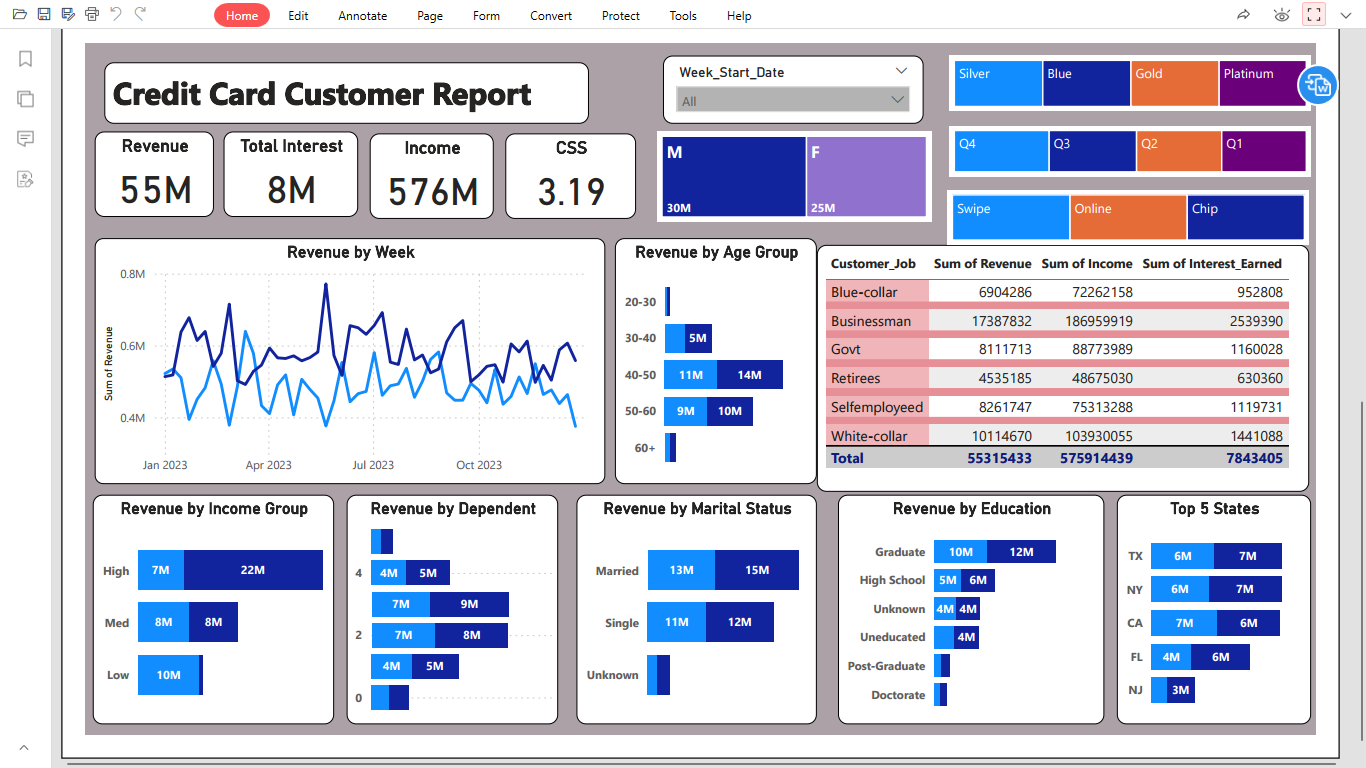 Home Edit Annotate Page Form Convert Protect Tools Help
Credit Card Customer Report
Week_Start_Date
All
Silver Blue Gold Platinum
Q4 Q3 Q2 Q1
Swipe Online Chip
Revenue
55M
Total Interest
8M
Income
576M
CSS
3.19
M F
30M 25M
Revenue by Week
Sum of Revenue
0.8M
0.6M
0.4M
Jan 2023 Apr 2023 Jul 2023 Oct 2023
Revenue by Age Group
20-30
30-40 5M
40-50 11M 14M
50-60 9M 10M
60+
Customer_Job Sum of Revenue Sum of Income Sum of Interest_Earned
Blue-collar 6904286 72262158 952808
Businessman 17387832 186959919 2539390
Govt 8111713 88773989 1160028
Retirees 4535185 48675030 630360
Selfemployeed 8261747 75313288 1119731
White-collar 10114670 103930055 1441088
Total 55315433 575914439 7843405
Revenue by Income Group
High 7M 22M
Med 8M 8M
Low 10M
Revenue by Dependent
4 4M 5M
7M 9M
2 7M 8M
4M 5M
0
Revenue by Marital Status
Married 13M 15M
Single 11M 12M
Unknown
Revenue by Education
Graduate 10M 12M
High School 5M 6M
Unknown 4M 4M
Uneducated 4M
Post-Graduate
Doctorate
Top 5 States
TX 6M 7M
NY 6M 7M
CA 7M 6M
FL 4M 6M
NJ 3M